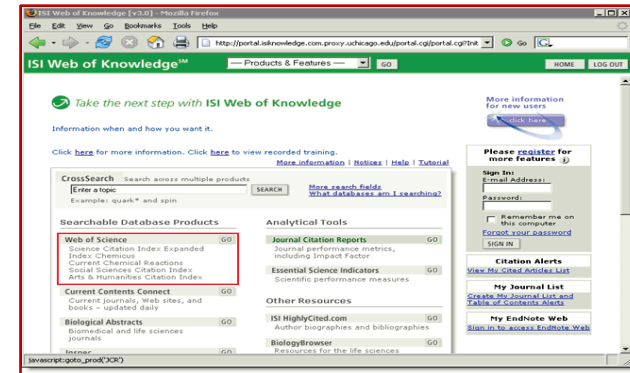 ISI Web of Knowledge [v3.0] - Mozilla Firefox
File Edit View Go Bookmarks Tools Help
http://portal.isiknowledge.com.proxy.uchicago.edu/portal.cgi/portal.cgi?Init Go
ISI Web of Knowledge℠ — Products & Features — GO HOME LOG OUT
Take the next step with ISI Web of Knowledge
Information when and how you want it.
Click here for more information. Click here to view recorded training.
More information | Notices | Help | Tutorial
CrossSearch Search across multiple products
Enter a topic SEARCH
More search fields
What databases am I searching?
Example: quark* and spin
Searchable Database Products
Web of Science GO
Science Citation Index Expanded
Index Chemicus
Current Chemical Reactions
Social Sciences Citation Index
Arts & Humanities Citation Index
Current Contents Connect GO
Current journals, Web sites, and
books – updated daily
Biological Abstracts GO
Biomedical and life sciences
journals
Inspec GO
Analytical Tools
Journal Citation Reports GO
Journal performance metrics,
including Impact Factor
Essential Science Indicators GO
Scientific performance measures
Other Resources
ISI HighlyCited.com GO
Author biographies and bibliographies
BiologyBrowser GO
Resources for the life sciences
More information
for new users
click here
Please register for
more features
Sign In:
E-mail Address:
Password:
Remember me on
this computer
Forgot your password
SIGN IN
Citation Alerts
View My Cited Articles List
My Journal List
Create My Journal List and
Table of Contents Alerts
My EndNote Web
Sign in to access EndNote Web
javascript:goto_prod('JCR')